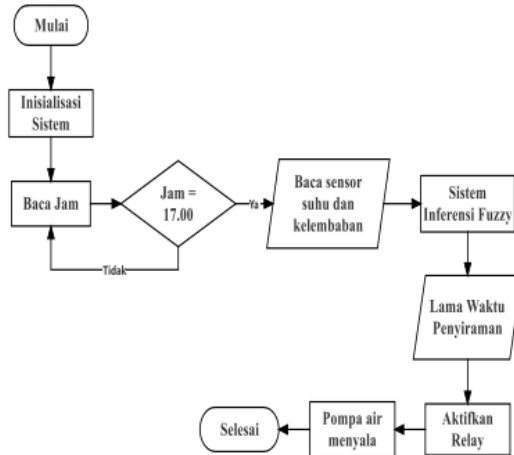 Mulai
Inisialisasi
Sistem
Baca Jam
Jam =
17.00
Ya
Tidak
Baca sensor
suhu dan
kelembaban
Sistem
Inferensi Fuzzy
Lama Waktu
Penyiraman
Aktifkan
Relay
Pompa air
menyala
Selesai